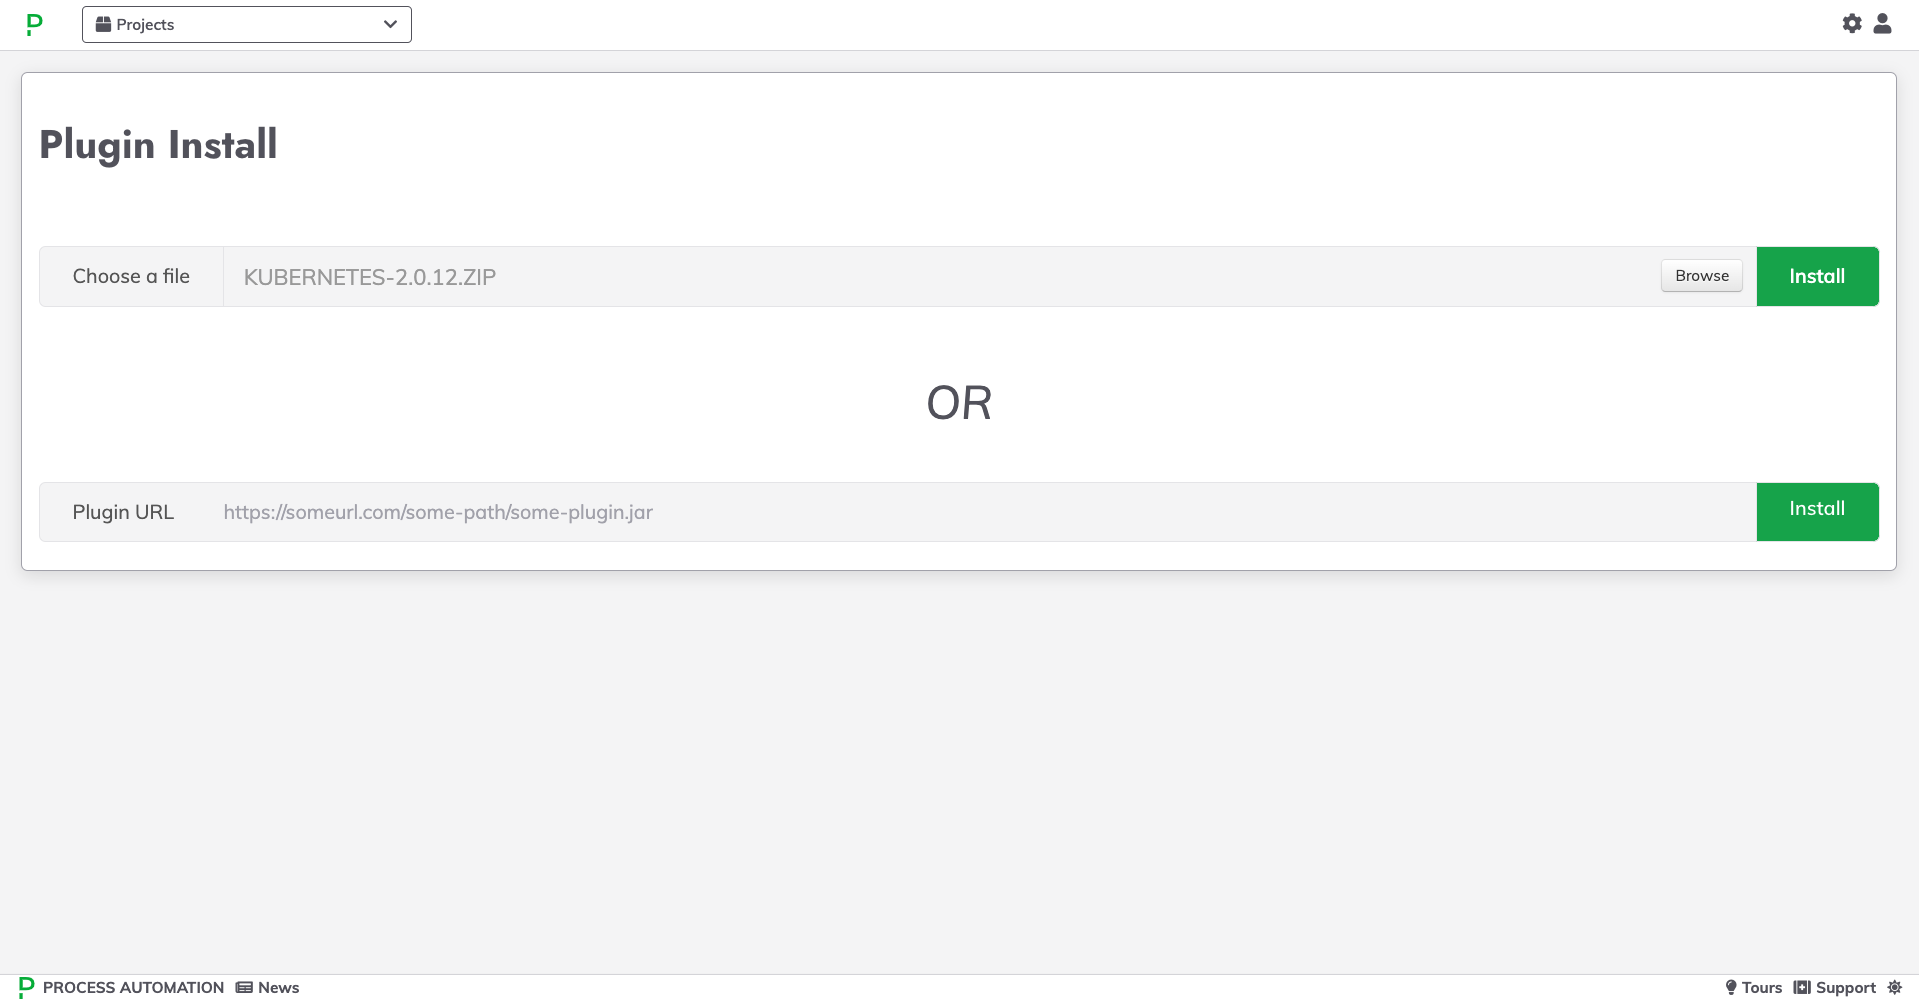 Projects
Plugin Install
Choose a file
KUBERNETES-2.0.12.ZIP
Browse
Install
OR
Plugin URL
https://someurl.com/some-path/some-plugin.jar
Install
PROCESS AUTOMATION
News
Tours
Support